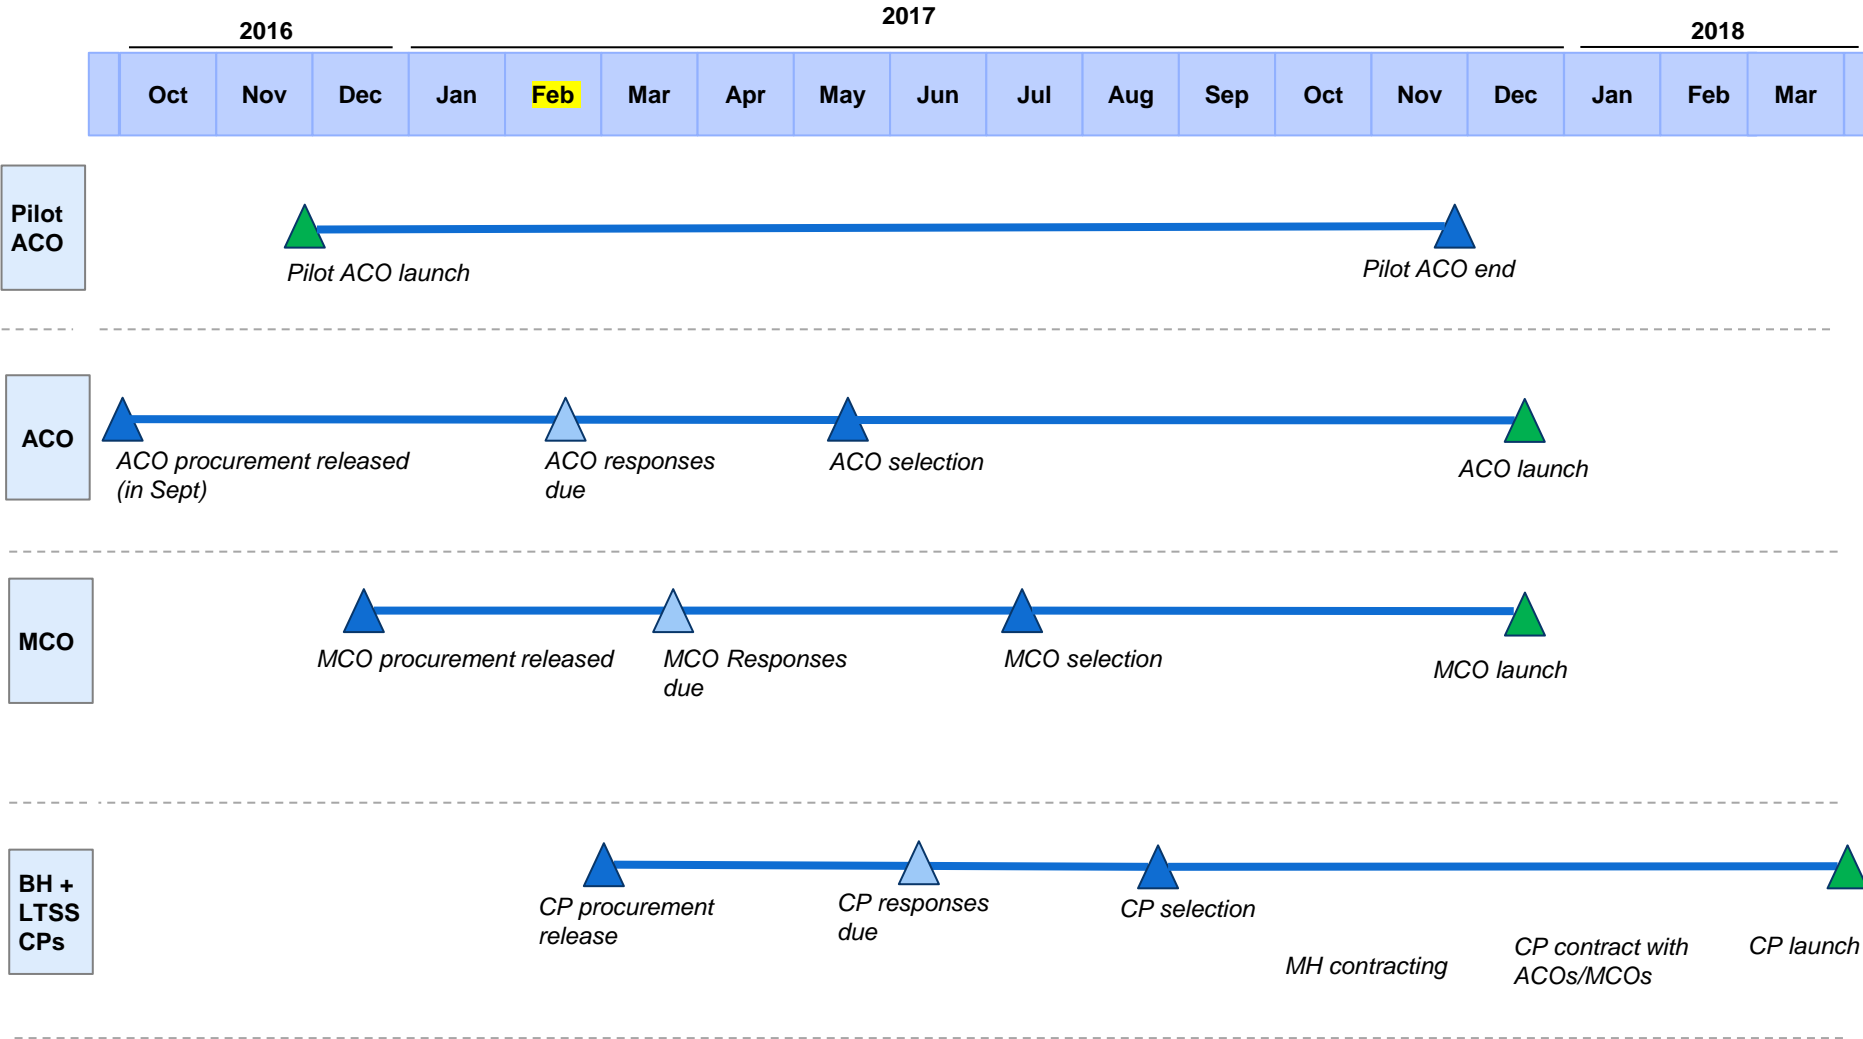 2016
2017
2018
Oct Nov Dec Jan Feb Mar Apr May Jun Jul Aug Sep Oct Nov Dec Jan Feb Mar
Pilot
ACO
Pilot ACO launch
Pilot ACO end
ACO
ACO procurement released
(in Sept)
ACO responses
due
ACO selection
ACO launch
MCO
MCO procurement released
MCO Responses
due
MCO selection
MCO launch
BH +
LTSS
CPs
CP procurement
release
CP responses
due
CP selection
MH contracting
CP contract with
ACOs/MCOs
CP launch